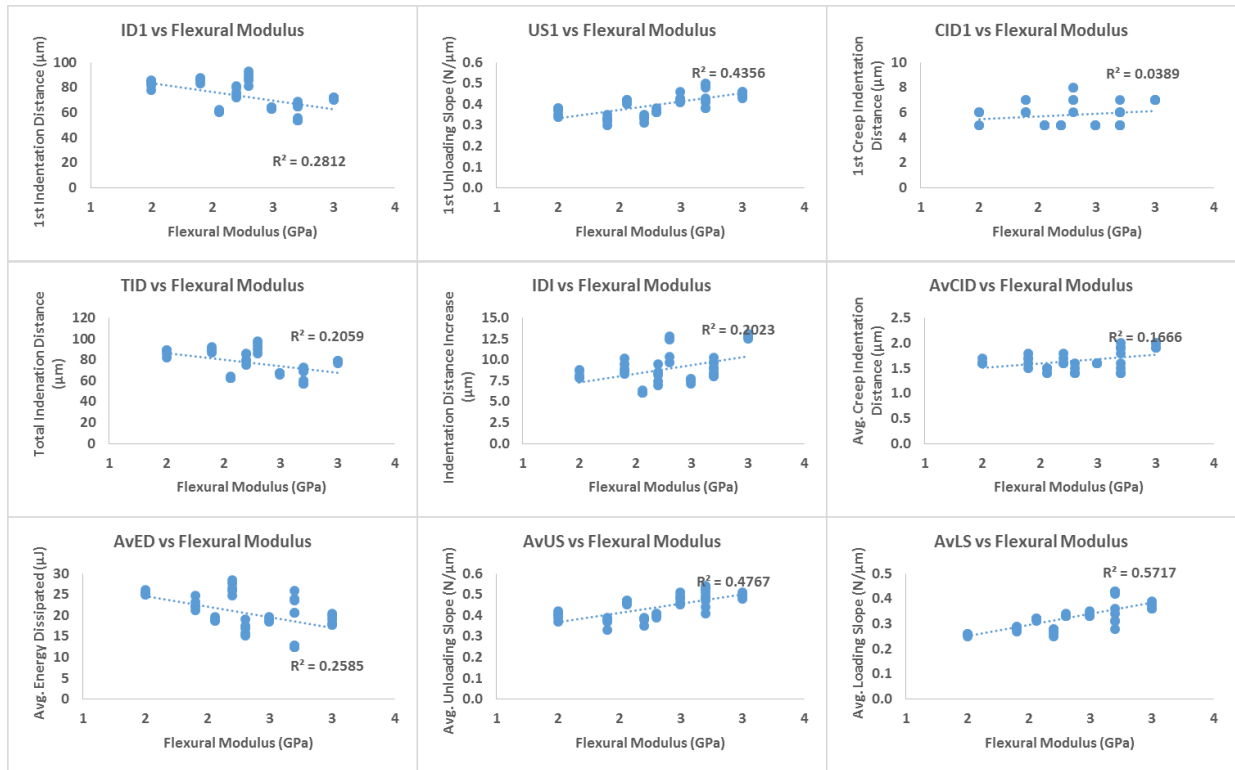 ID1 vs Flexural Modulus
1st Indentation Distance (µm)
100
80
60
40
20
0
R² = 0.2812
1 2 2 3 3 4
Flexural Modulus (GPa)
US1 vs Flexural Modulus
1st Unloading Slope (N/µm)
0.6
0.5
0.4
0.3
0.2
0.1
0.0
R² = 0.4356
1 2 2 3 3 4
Flexural Modulus (GPa)
CID1 vs Flexural Modulus
1st Creep Indentation
Distance (µm)
10
8
6
4
2
0
R² = 0.0389
1 2 2 3 3 4
Flexural Modulus (GPa)
TID vs Flexural Modulus
Total Indenation Distance
(µm)
120
100
80
60
40
20
0
R² = 0.2059
1 2 2 3 3 4
Flexural Modulus (GPa)
IDI vs Flexural Modulus
Indentation Distance Increase
(µm)
15.0
12.5
10.0
7.5
5.0
2.5
0.0
R² = 0.2023
1 2 2 3 3 4
Flexural Modulus (GPa)
AvCID vs Flexural Modulus
Avg. Creep Indentation
Distance (µm)
2.5
2.0
1.5
1.0
0.5
0.0
R² = 0.1666
1 2 2 3 3 4
Flexural Modulus (GPa)
AvED vs Flexural Modulus
Avg. Energy Dissipated (µJ)
30
25
20
15
10
5
0
R² = 0.2585
1 2 2 3 3 4
Flexural Modulus (GPa)
AvUS vs Flexural Modulus
Avg. Unloading Slope (N/µm)
0.6
0.5
0.4
0.3
0.2
0.1
0.0
R² = 0.4767
1 2 2 3 3 4
Flexural Modulus (GPa)
AvLS vs Flexural Modulus
Avg. Loading Slope (N/µm)
0.5
0.4
0.3
0.2
0.1
0.0
R² = 0.5717
1 2 2 3 3 4
Flexural Modulus (GPa)